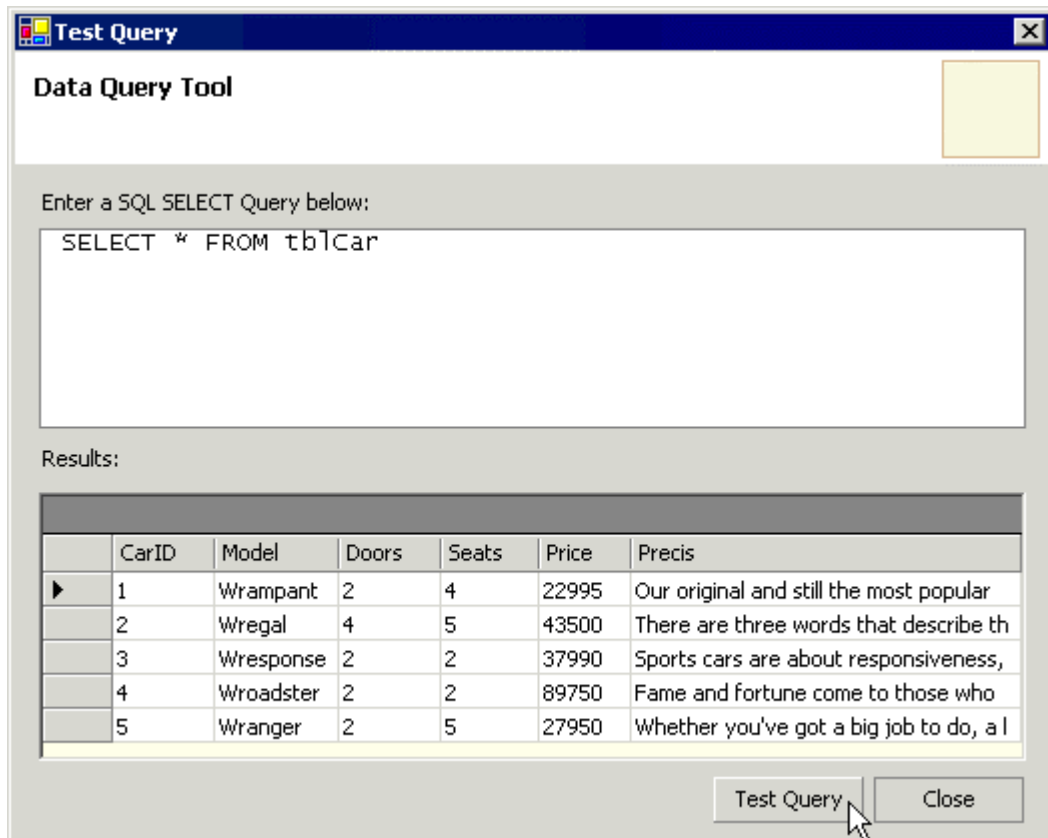 Test Query
Data Query Tool
Enter a SQL SELECT Query below:
SELECT * FROM tblCar
Results:
CarID Model Doors Seats Price Precis
1 Wrampant 2 4 22995 Our original and still the most popular
2 Wregal 4 5 43500 There are three words that describe th
3 Wresponse 2 2 37990 Sports cars are about responsiveness,
4 Wroadster 2 2 89750 Fame and fortune come to those who
5 Wranger 2 5 27950 Whether you've got a big job to do, a l
Test Query Close